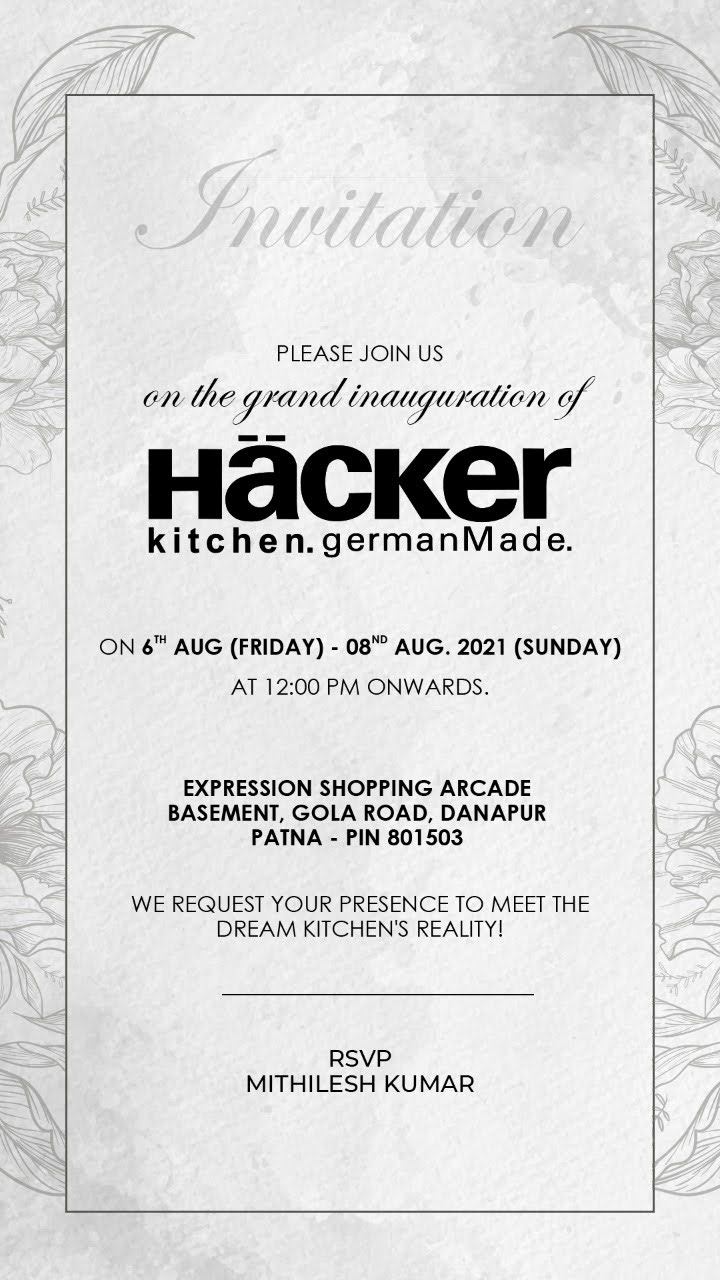 Invitation
PLEASE JOIN US
on the grand inauguration of
Häcker
kitchen.germanMade.
ON 6TH AUG (FRIDAY) - 08ND AUG. 2021 (SUNDAY)
AT 12:00 PM ONWARDS.
EXPRESSION SHOPPING ARCADE
BASEMENT, GOLA ROAD, DANAPUR
PATNA - PIN 801503
WE REQUEST YOUR PRESENCE TO MEET THE
DREAM KITCHEN'S REALITY!
RSVP
MITHILESH KUMAR